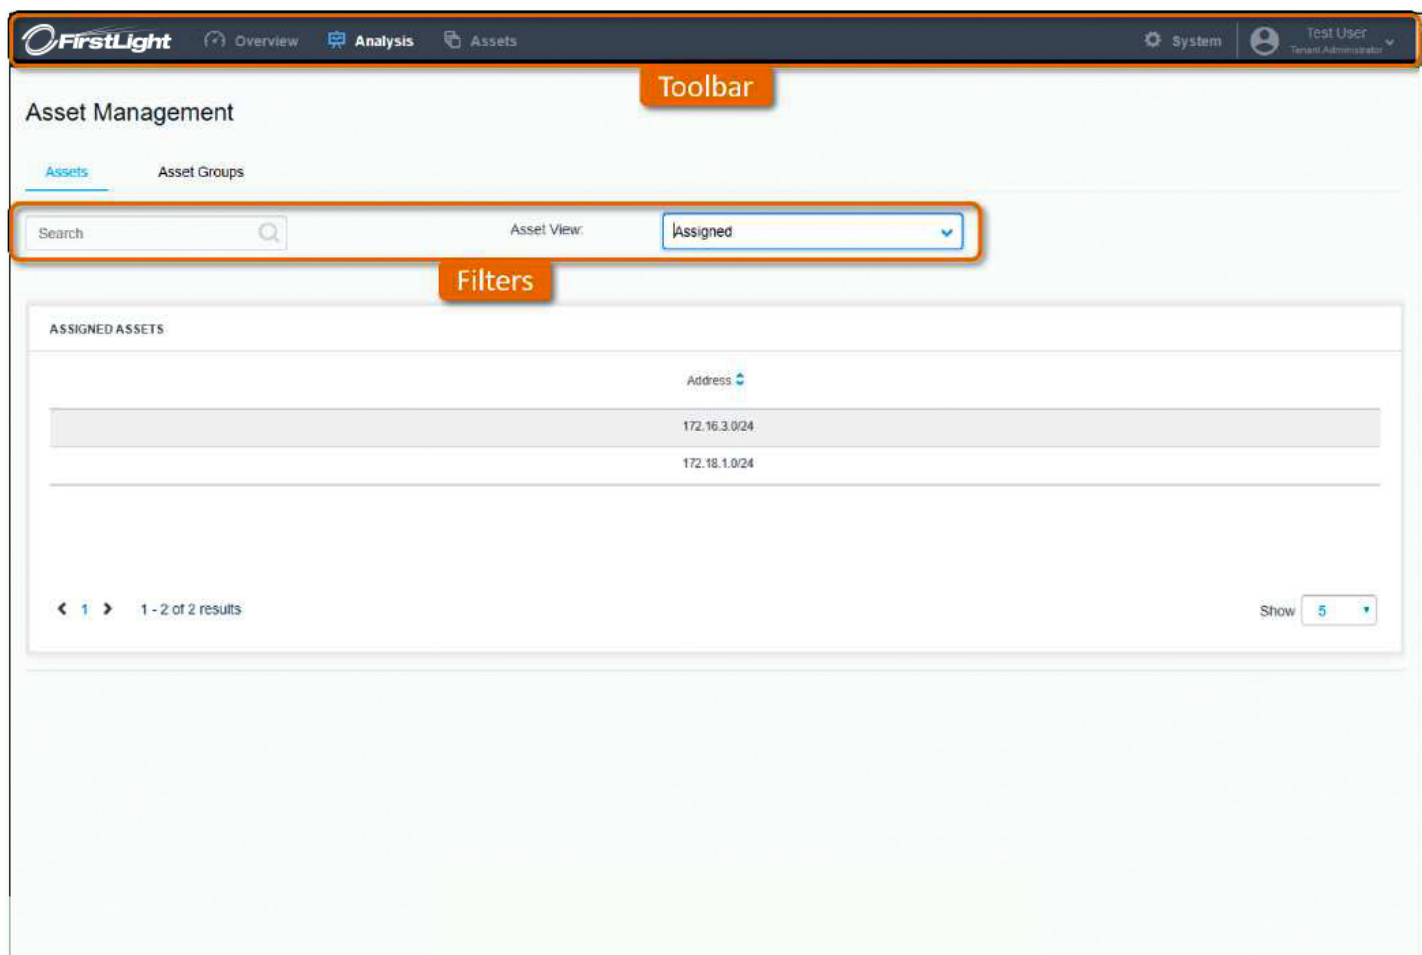 FirstLight Overview Analysis Assets System Test User
Tenant Administrator
Toolbar
Asset Management
Assets Asset Groups
Search Asset View: Assigned
Filters
ASSIGNED ASSETS
Address
172.16.3.0/24
172.18.1.0/24
1 1 - 2 of 2 results Show 5